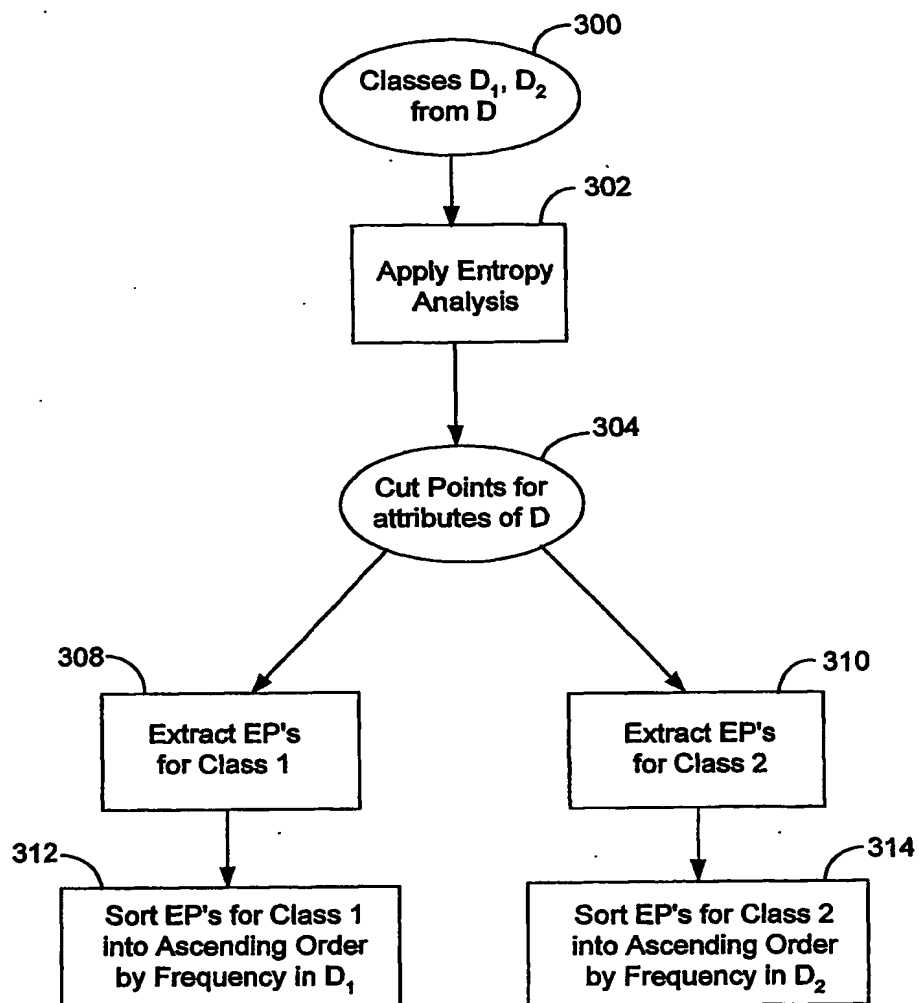 300
Classes D₁, D₂
from D
302
Apply Entropy
Analysis
304
Cut Points for
attributes of D
308
310
Extract EP's
for Class 1
Extract EP's
for Class 2
312
314
Sort EP's for Class 1
into Ascending Order
by Frequency in D₁
Sort EP's for Class 2
into Ascending Order
by Frequency in D₂